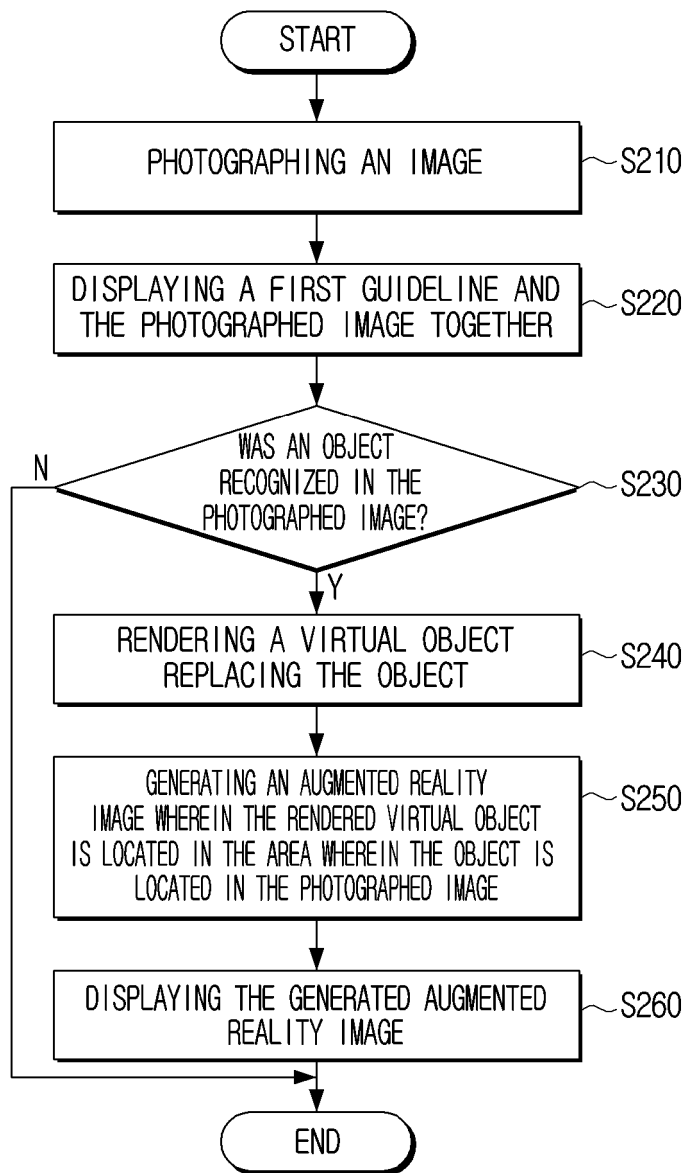 START
PHOTOGRAPHING AN IMAGE
S210
DISPLAYING A FIRST GUIDELINE AND
THE PHOTOGRAPHED IMAGE TOGETHER
S220
WAS AN OBJECT
RECOGNIZED IN THE
PHOTOGRAPHED IMAGE?
S230
N
Y
RENDERING A VIRTUAL OBJECT
REPLACING THE OBJECT
S240
GENERATING AN AUGMENTED REALITY
IMAGE WHEREIN THE RENDERED VIRTUAL OBJECT
IS LOCATED IN THE AREA WHEREIN THE OBJECT IS
LOCATED IN THE PHOTOGRAPHED IMAGE
S250
DISPLAYING THE GENERATED AUGMENTED
REALITY IMAGE
S260
END